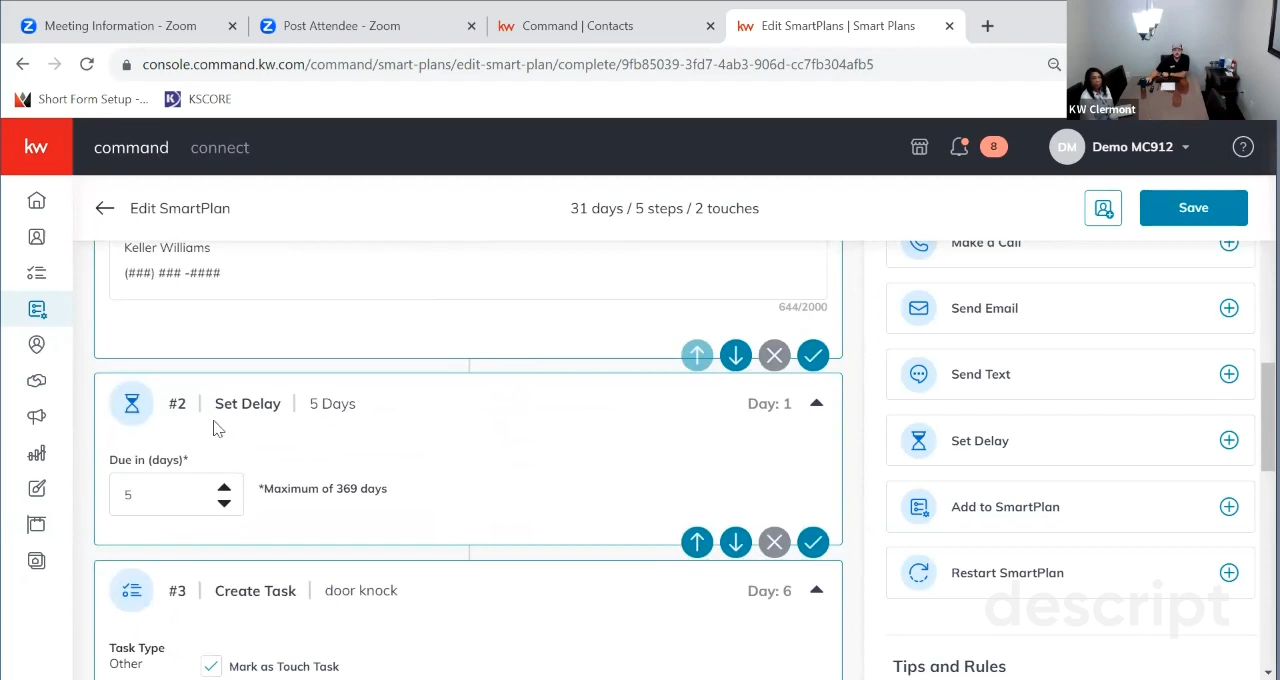 Meeting Information - Zoom
Post Attendee - Zoom
kw Command | Contacts
kw Edit SmartPlans | Smart Plans
console.command.kw.com/command/smart-plans/edit-smart-plan/complete/9fb85039-3fd7-4ab3-906d-cc7fb304afb5
Short Form Setup -...
KSCORE
KW Clermont
kw
command
connect
8
DM
Demo MC912
?
Edit SmartPlan
31 days / 5 steps / 2 touches
Save
Keller Williams
(###) ### -####
644/2000
#2 | Set Delay | 5 Days
Day: 1
Due in (days)*
5
*Maximum of 369 days
#3 | Create Task | door knock
Day: 6
Task Type
Other
Mark as Touch Task
Make a Call
Send Email
Send Text
Set Delay
Add to SmartPlan
Restart SmartPlan
descript
Tips and Rules